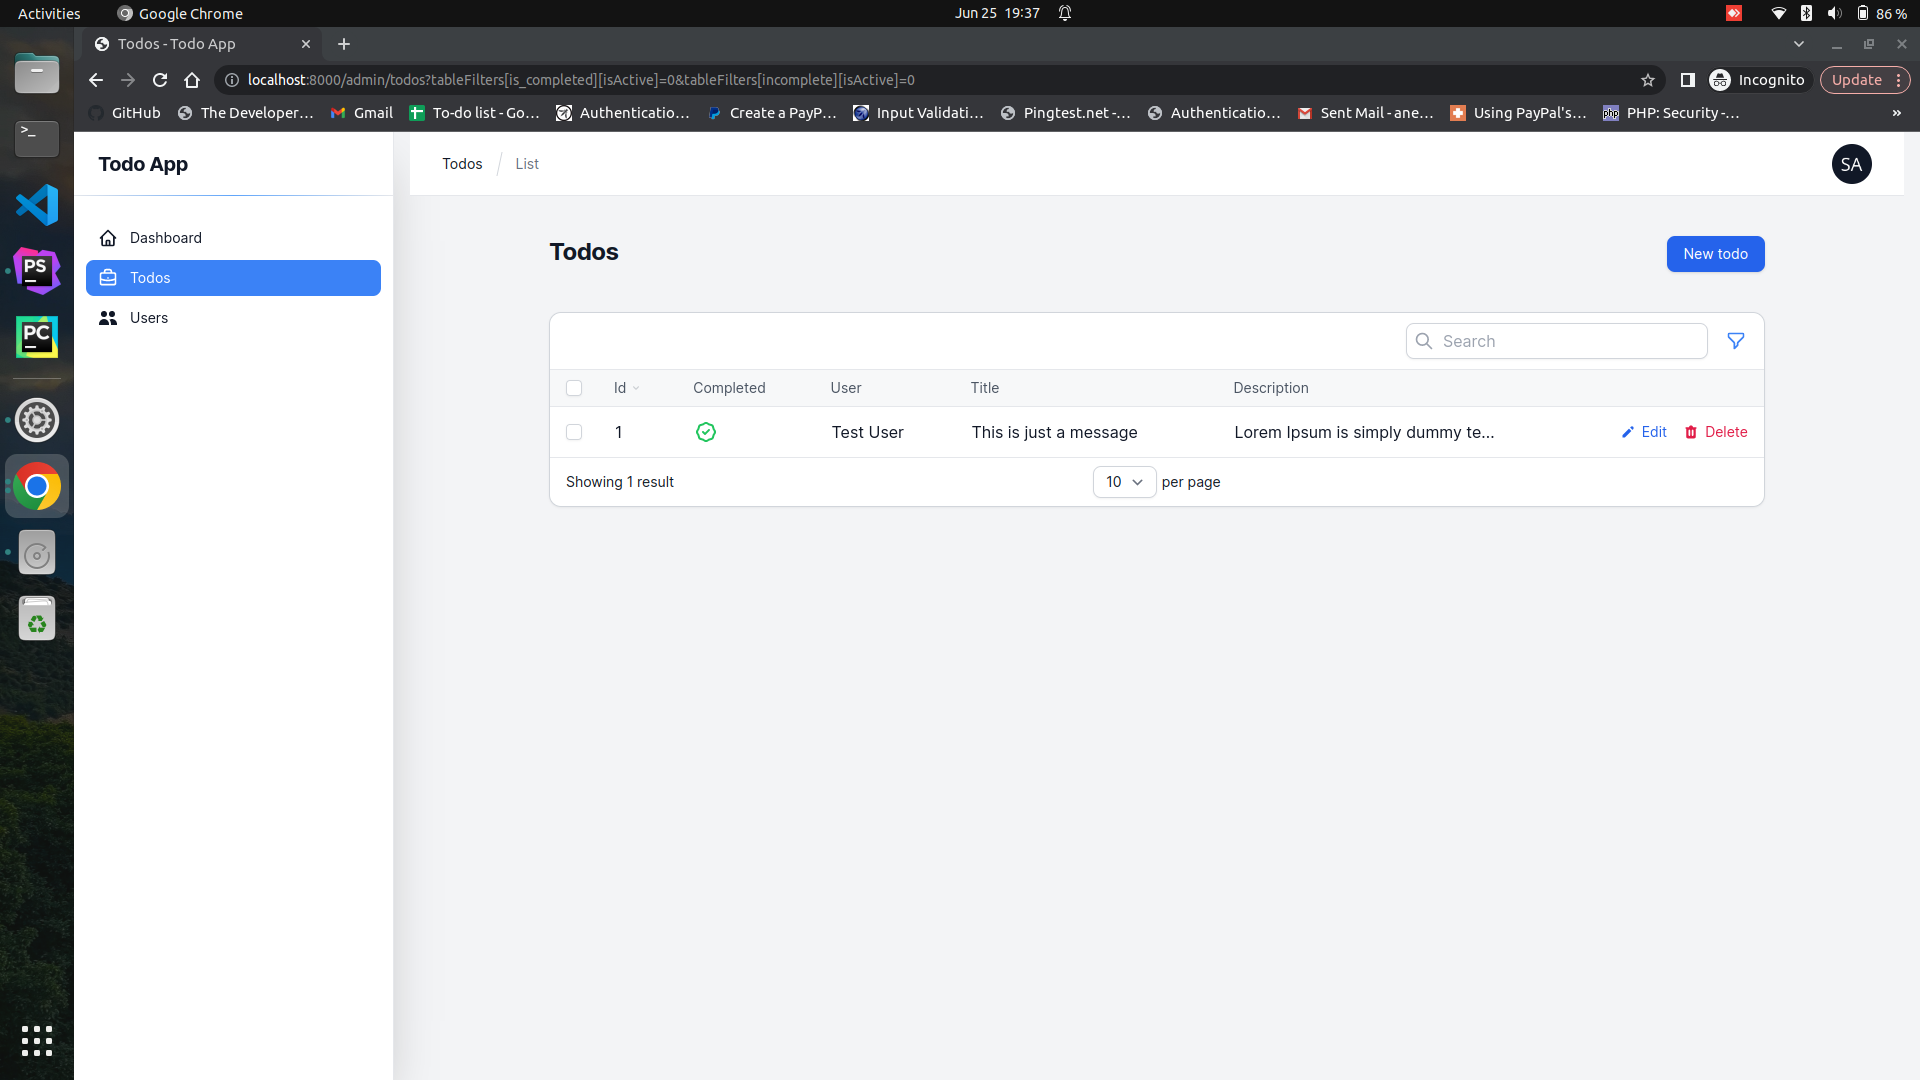 Activities Google Chrome Jun 25 19:37 86 %
Todos - Todo App
localhost:8000/admin/todos?tableFilters[is_completed][isActive]=0&tableFilters[incomplete][isActive]=0 Incognito Update
GitHub The Developer... Gmail To-do list - Go... Authenticatio... Create a PayP... Input Validati... Pingtest.net -... Authenticatio... Sent Mail - ane... Using PayPal's... php PHP: Security -... »
Todo App
Todos List SA
Dashboard
Todos
Users
Todos
New todo
Search
Id Completed User Title Description
1 Test User This is just a message Lorem Ipsum is simply dummy te... Edit Delete
Showing 1 result 10 per page
>_
PS
PC